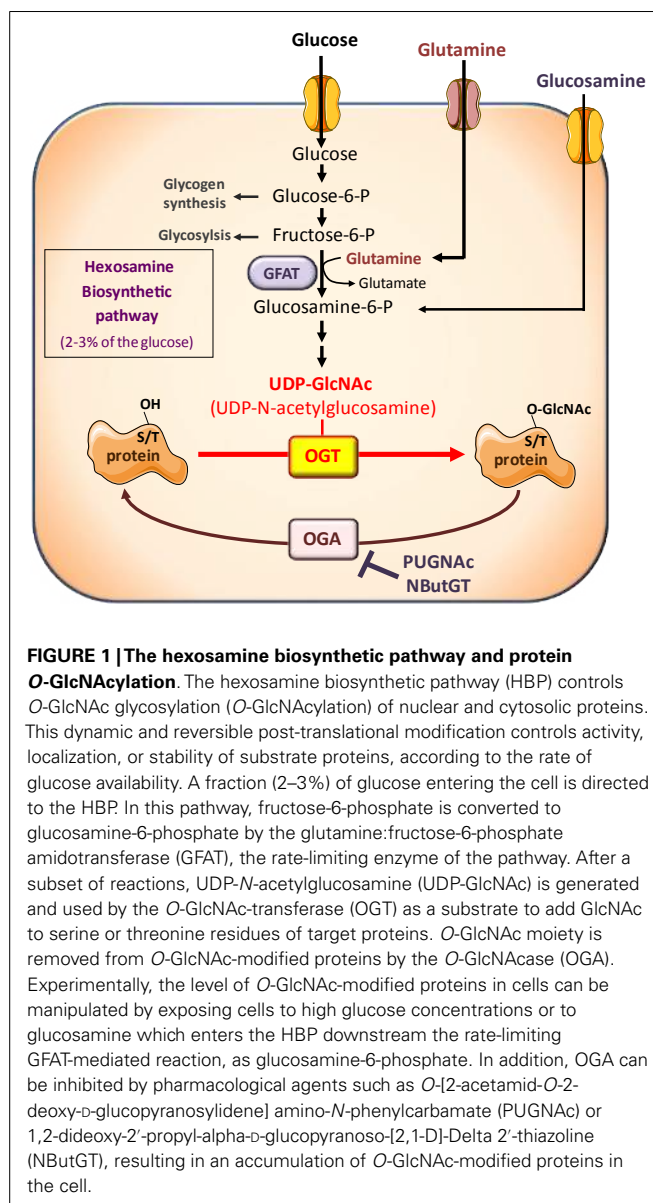 Glucose
Glutamine
Glucosamine
Glucose
Glycogen
synthesis
Glucose-6-P
Glycosylsis
Fructose-6-P
Hexosamine
Biosynthetic
pathway
(2-3% of the glucose)
GFAT
Glutamine
Glutamate
Glucosamine-6-P
UDP-GlcNAc
(UDP-N-acetylglucosamine)
OH
S/T
protein
OGT
O-GlcNAc
S/T
protein
OGA
PUGNAc
NButGT
FIGURE 1 | The hexosamine biosynthetic pathway and protein
O-GlcNAcylation. The hexosamine biosynthetic pathway (HBP) controls
O-GlcNAc glycosylation (O-GlcNAcylation) of nuclear and cytosolic proteins.
This dynamic and reversible post-translational modification controls activity,
localization, or stability of substrate proteins, according to the rate of
glucose availability. A fraction (2–3%) of glucose entering the cell is directed
to the HBP. In this pathway, fructose-6-phosphate is converted to
glucosamine-6-phosphate by the glutamine:fructose-6-phosphate
amidotransferase (GFAT), the rate-limiting enzyme of the pathway. After a
subset of reactions, UDP-N-acetylglucosamine (UDP-GlcNAc) is generated
and used by the O-GlcNAc-transferase (OGT) as a substrate to add GlcNAc
to serine or threonine residues of target proteins. O-GlcNAc moiety is
removed from O-GlcNAc-modified proteins by the O-GlcNAcase (OGA).
Experimentally, the level of O-GlcNAc-modified proteins in cells can be
manipulated by exposing cells to high glucose concentrations or to
glucosamine which enters the HBP downstream the rate-limiting
GFAT-mediated reaction, as glucosamine-6-phosphate. In addition, OGA can
be inhibited by pharmacological agents such as O-[2-acetamid-O-2-
deoxy-D-glucopyranosylidene] amino-N-phenylcarbamate (PUGNAc) or
1,2-dideoxy-2′-propyl-alpha-D-glucopyranoso-[2,1-D]-Delta 2′-thiazoline
(NButGT), resulting in an accumulation of O-GlcNAc-modified proteins in
the cell.